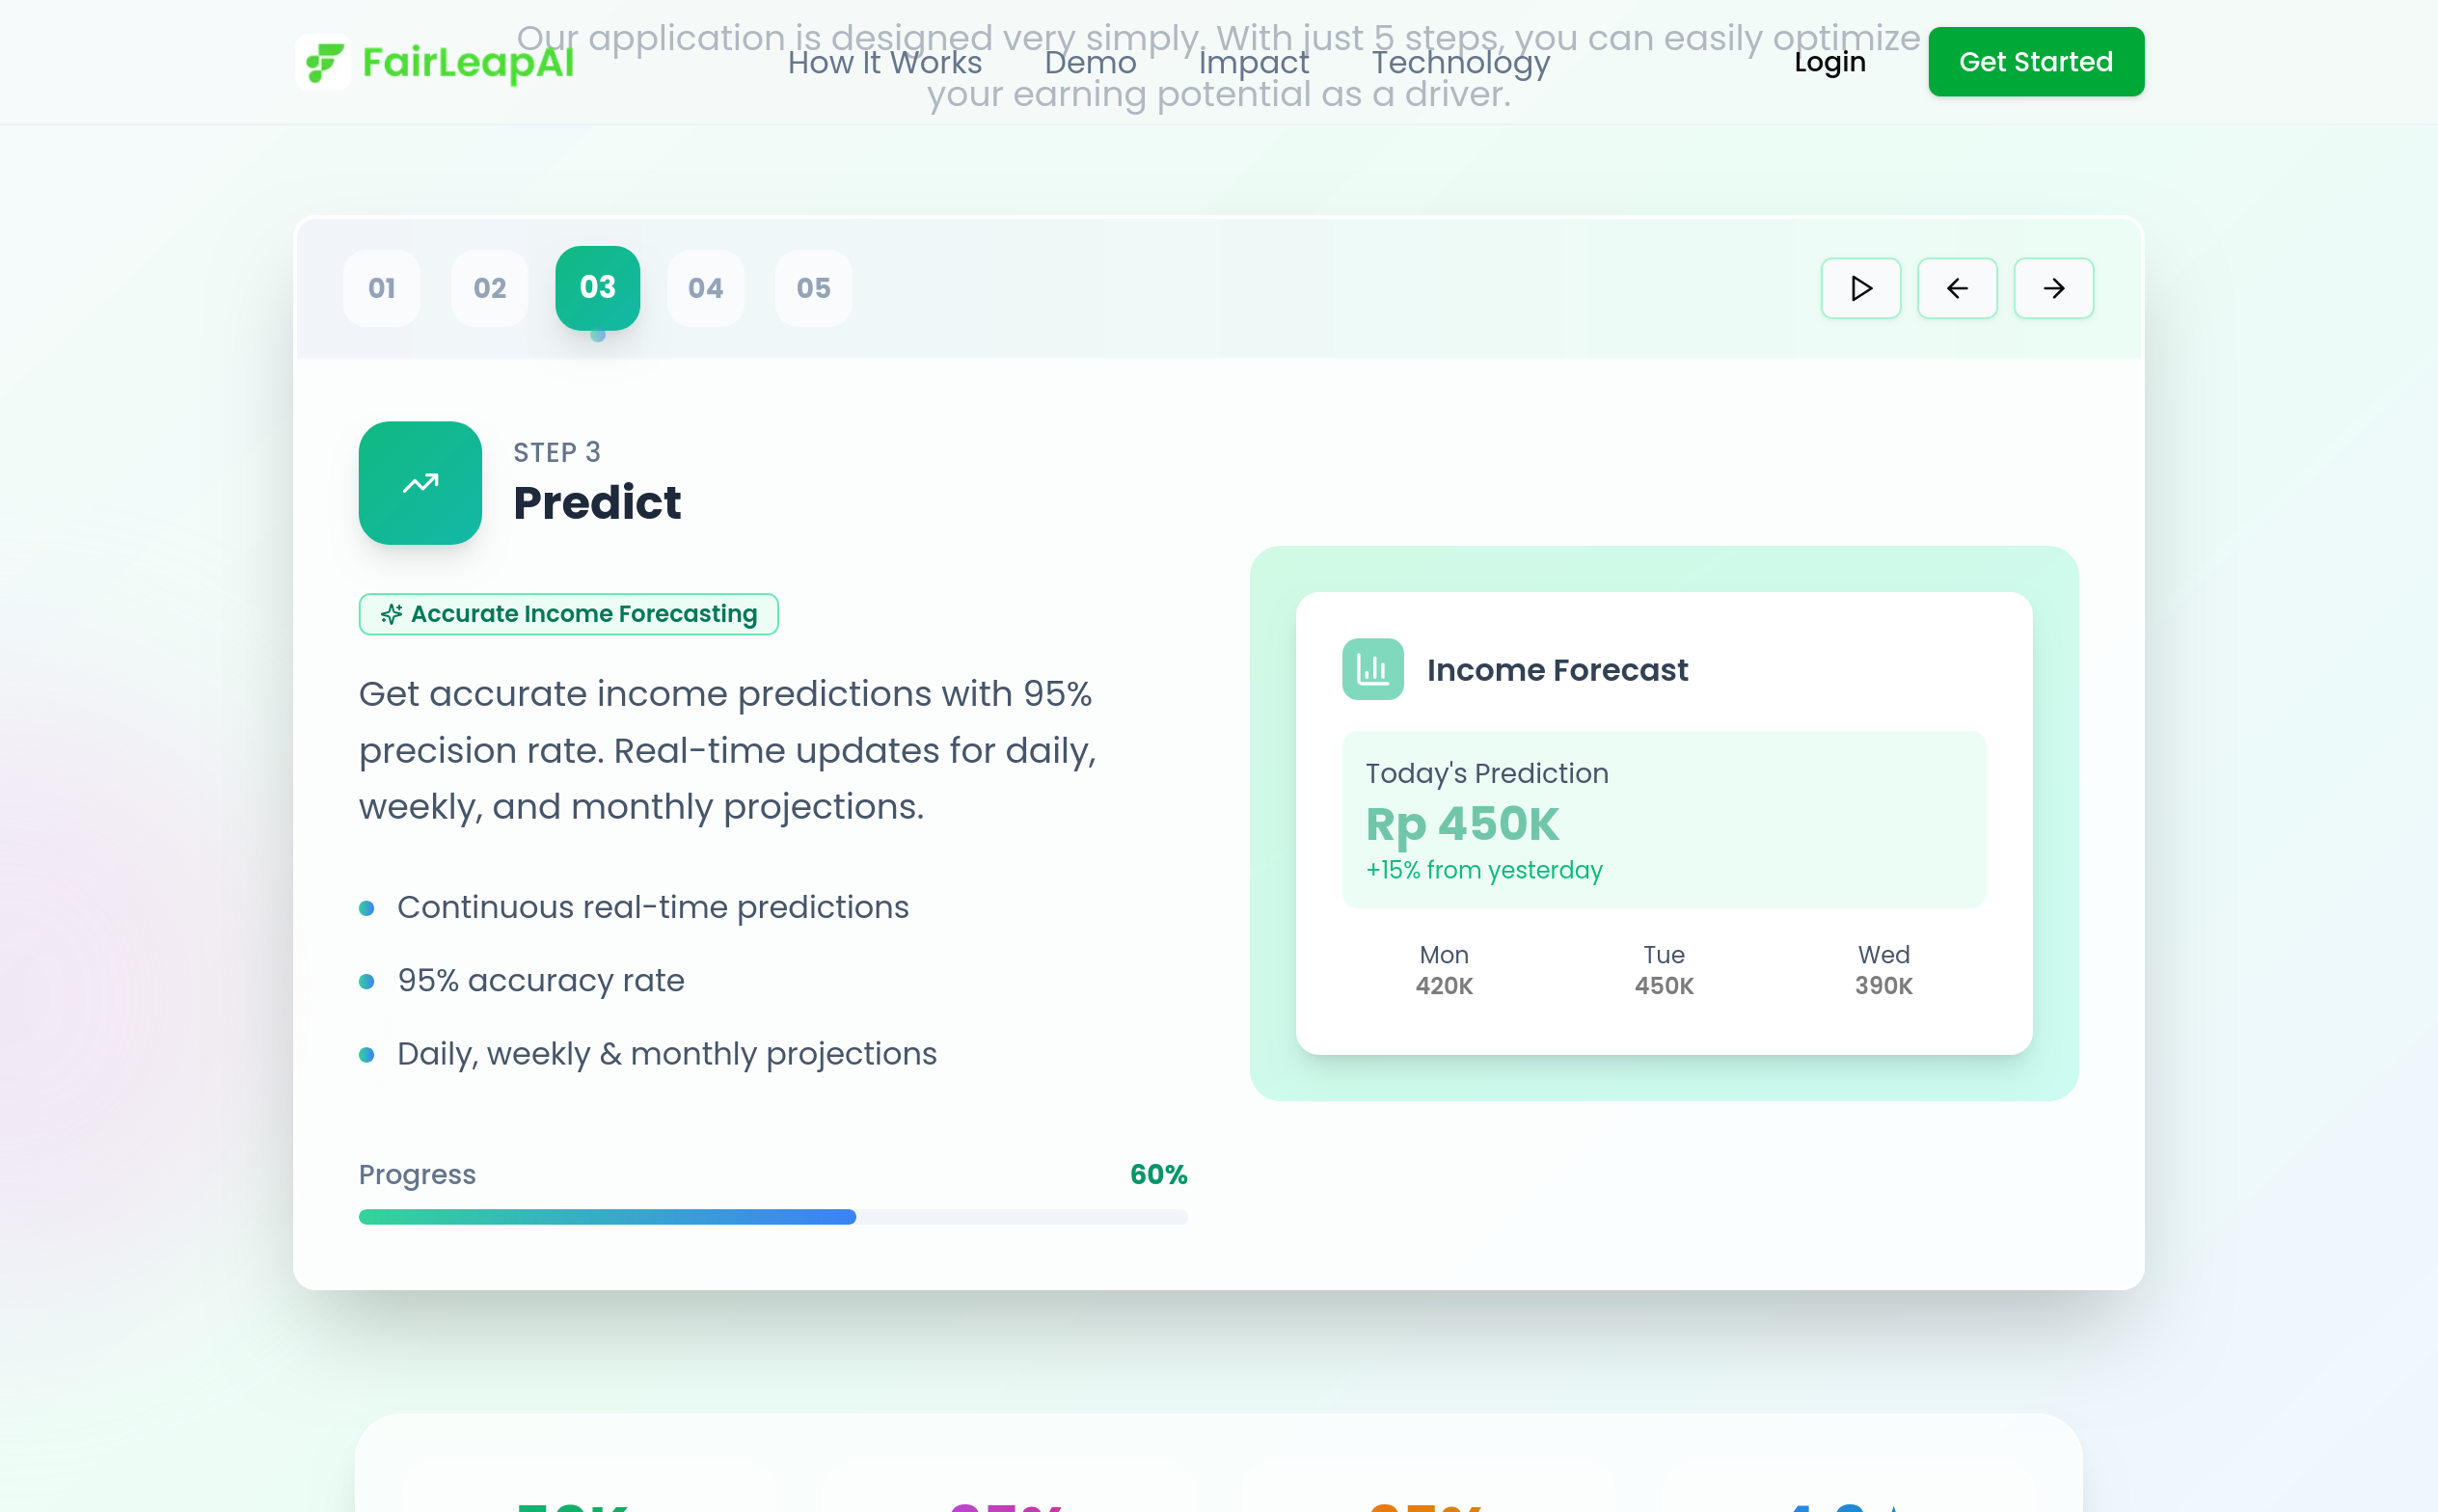 Our application is designed very simply. With just 5 steps, you can easily optimize
your earning potential as a driver.
FairLeapAI
How It Works
Demo
Impact
Technology
Login
Get Started
01
02
03
04
05
STEP 3
Predict
Accurate Income Forecasting
Get accurate income predictions with 95%
precision rate. Real-time updates for daily,
weekly, and monthly projections.
Continuous real-time predictions
95% accuracy rate
Daily, weekly & monthly projections
Progress
60%
Income Forecast
Today's Prediction
Rp 450K
+15% from yesterday
Mon
Tue
Wed
420K
450K
390K